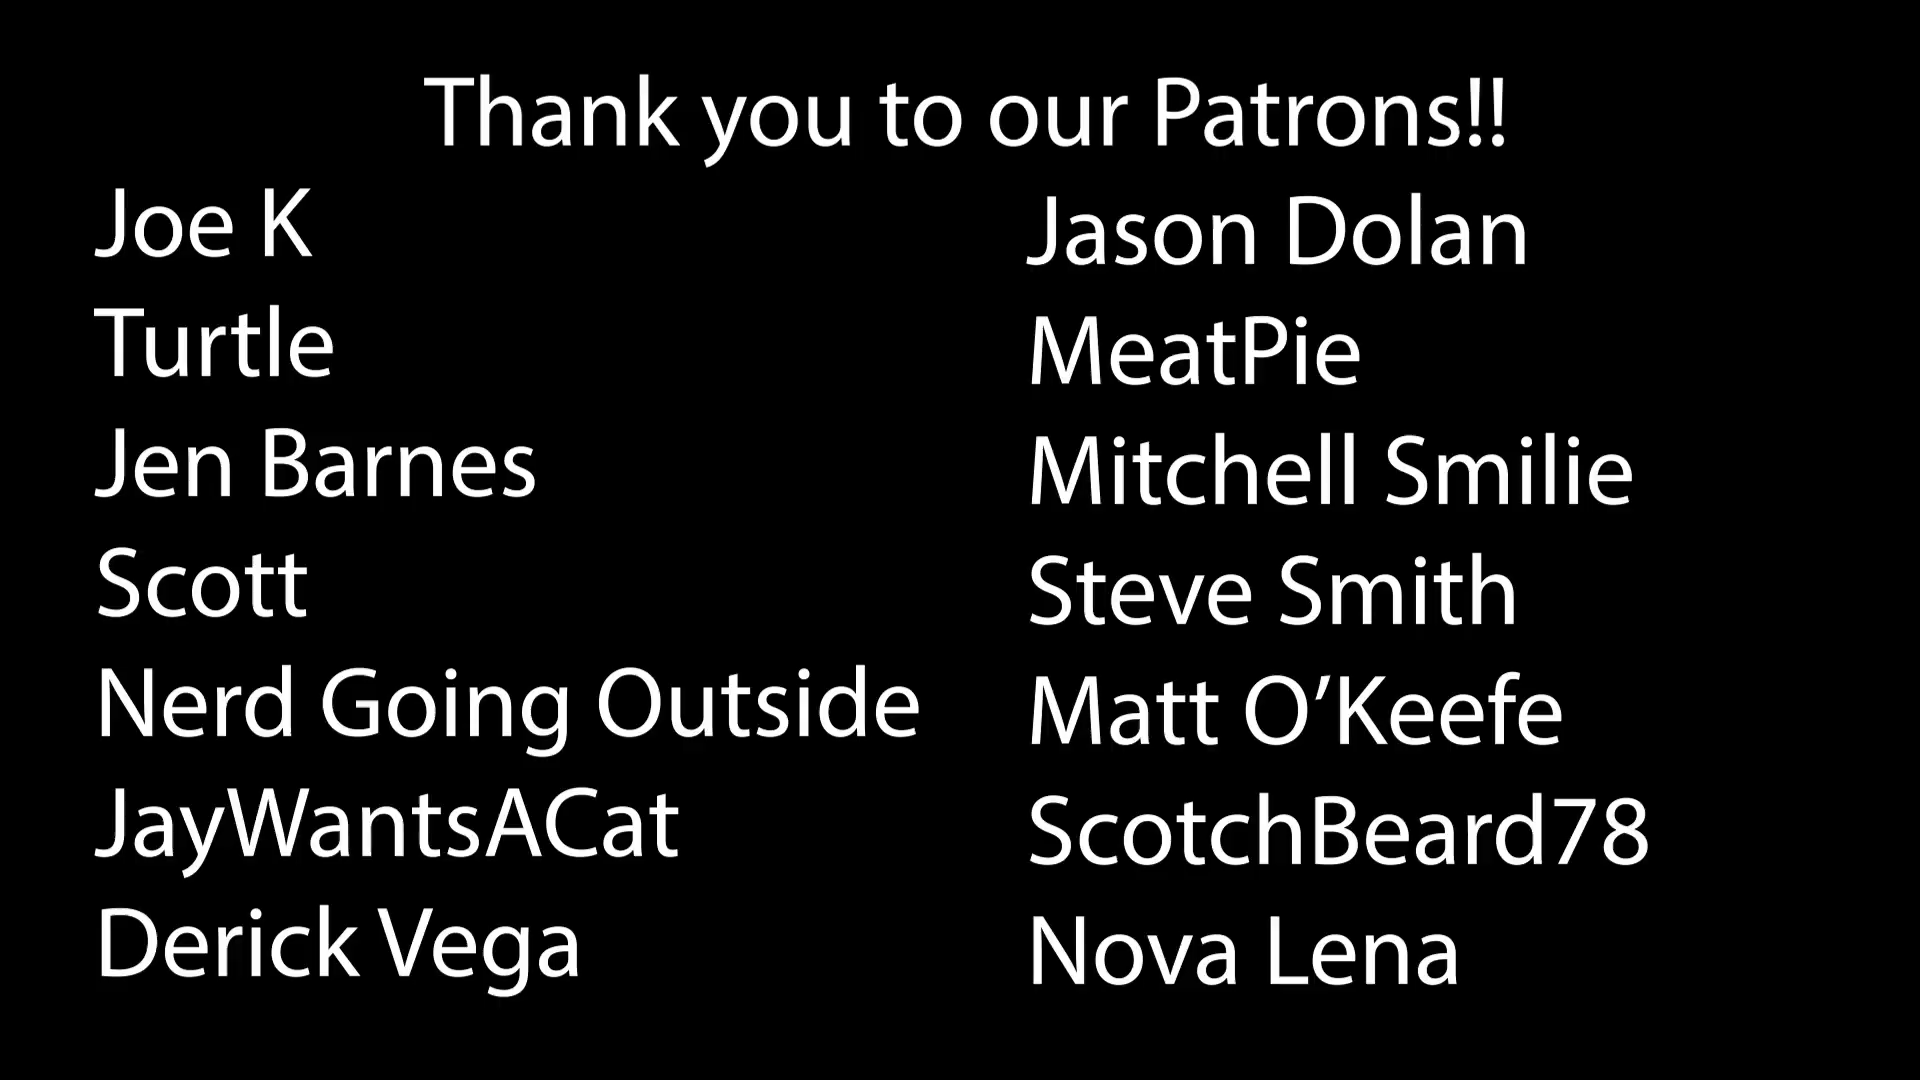 Thank you to our Patrons!!
Joe K
Turtle
Jen Barnes
Scott
Nerd Going Outside
JayWantsACat
Derick Vega
Jason Dolan
MeatPie
Mitchell Smilie
Steve Smith
Matt O’Keefe
ScotchBeard78
Nova Lena